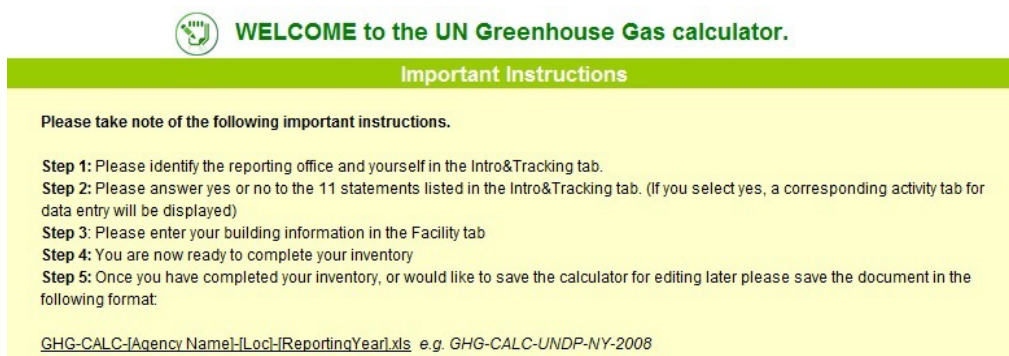 WELCOME to the UN Greenhouse Gas calculator.
Important Instructions
Please take note of the following important instructions.
Step 1: Please identify the reporting office and yourself in the Intro&Tracking tab.
Step 2: Please answer yes or no to the 11 statements listed in the Intro&Tracking tab. (If you select yes, a corresponding activity tab for
data entry will be displayed)
Step 3: Please enter your building information in the Facility tab
Step 4: You are now ready to complete your inventory
Step 5: Once you have completed your inventory, or would like to save the calculator for editing later please save the document in the
following format:
GHG-CALC-[Agency Name]-[Loc]-[ReportingYear].xls e.g. GHG-CALC-UNDP-NY-2008